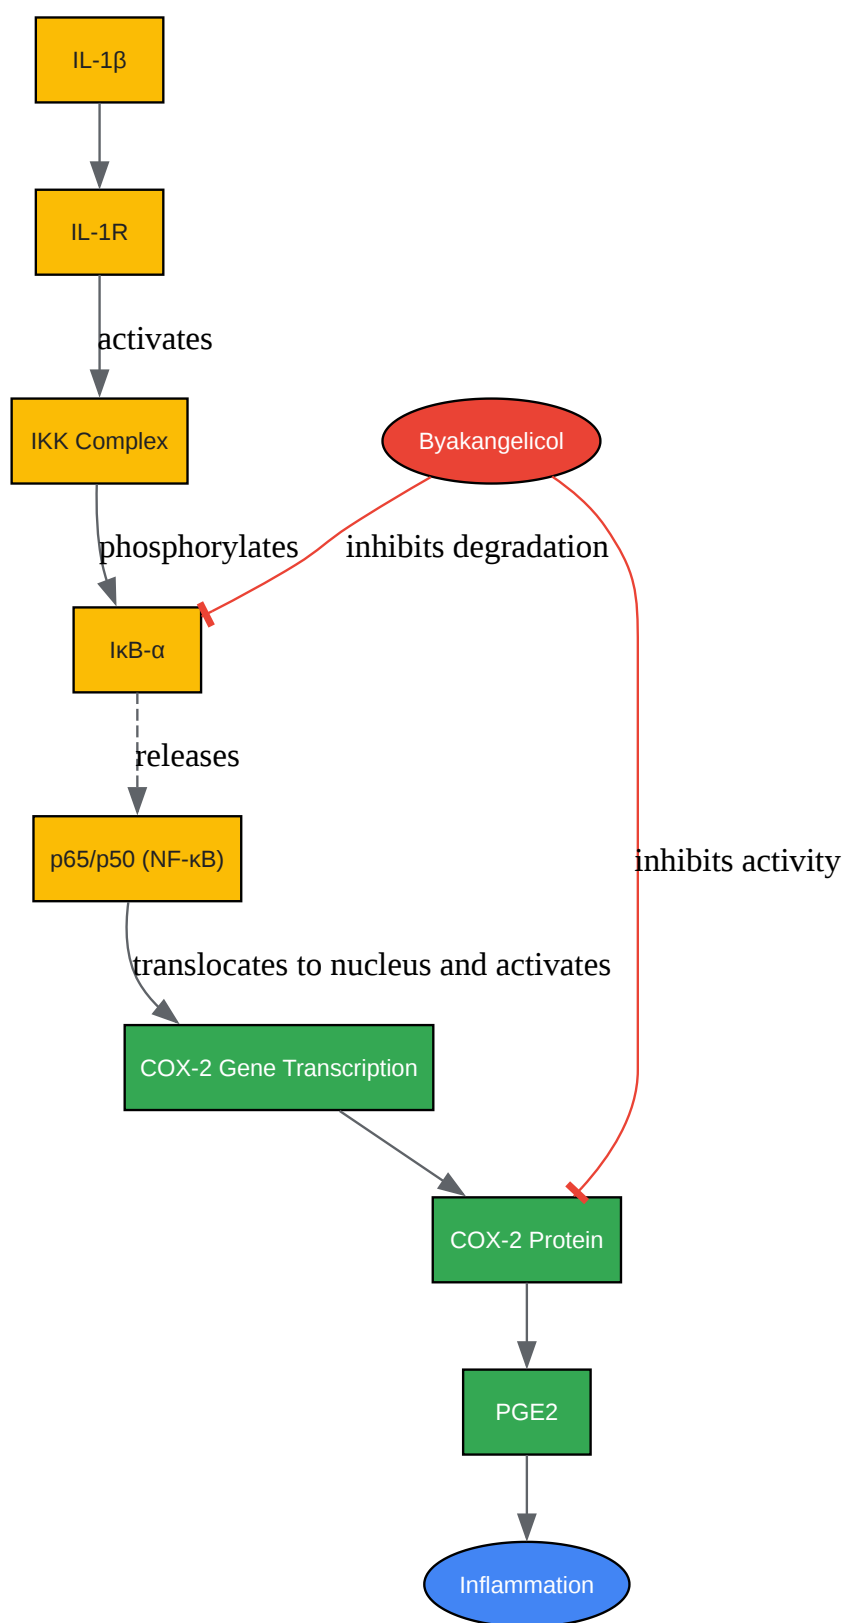 IL-1β
IL-1R
activates
IKK Complex
Byakangelicol
phosphorylates
inhibits degradation
IκB-α
releases
p65/p50 (NF-κB)
inhibits activity
translocates to nucleus and activates
COX-2 Gene Transcription
COX-2 Protein
PGE2
Inflammation